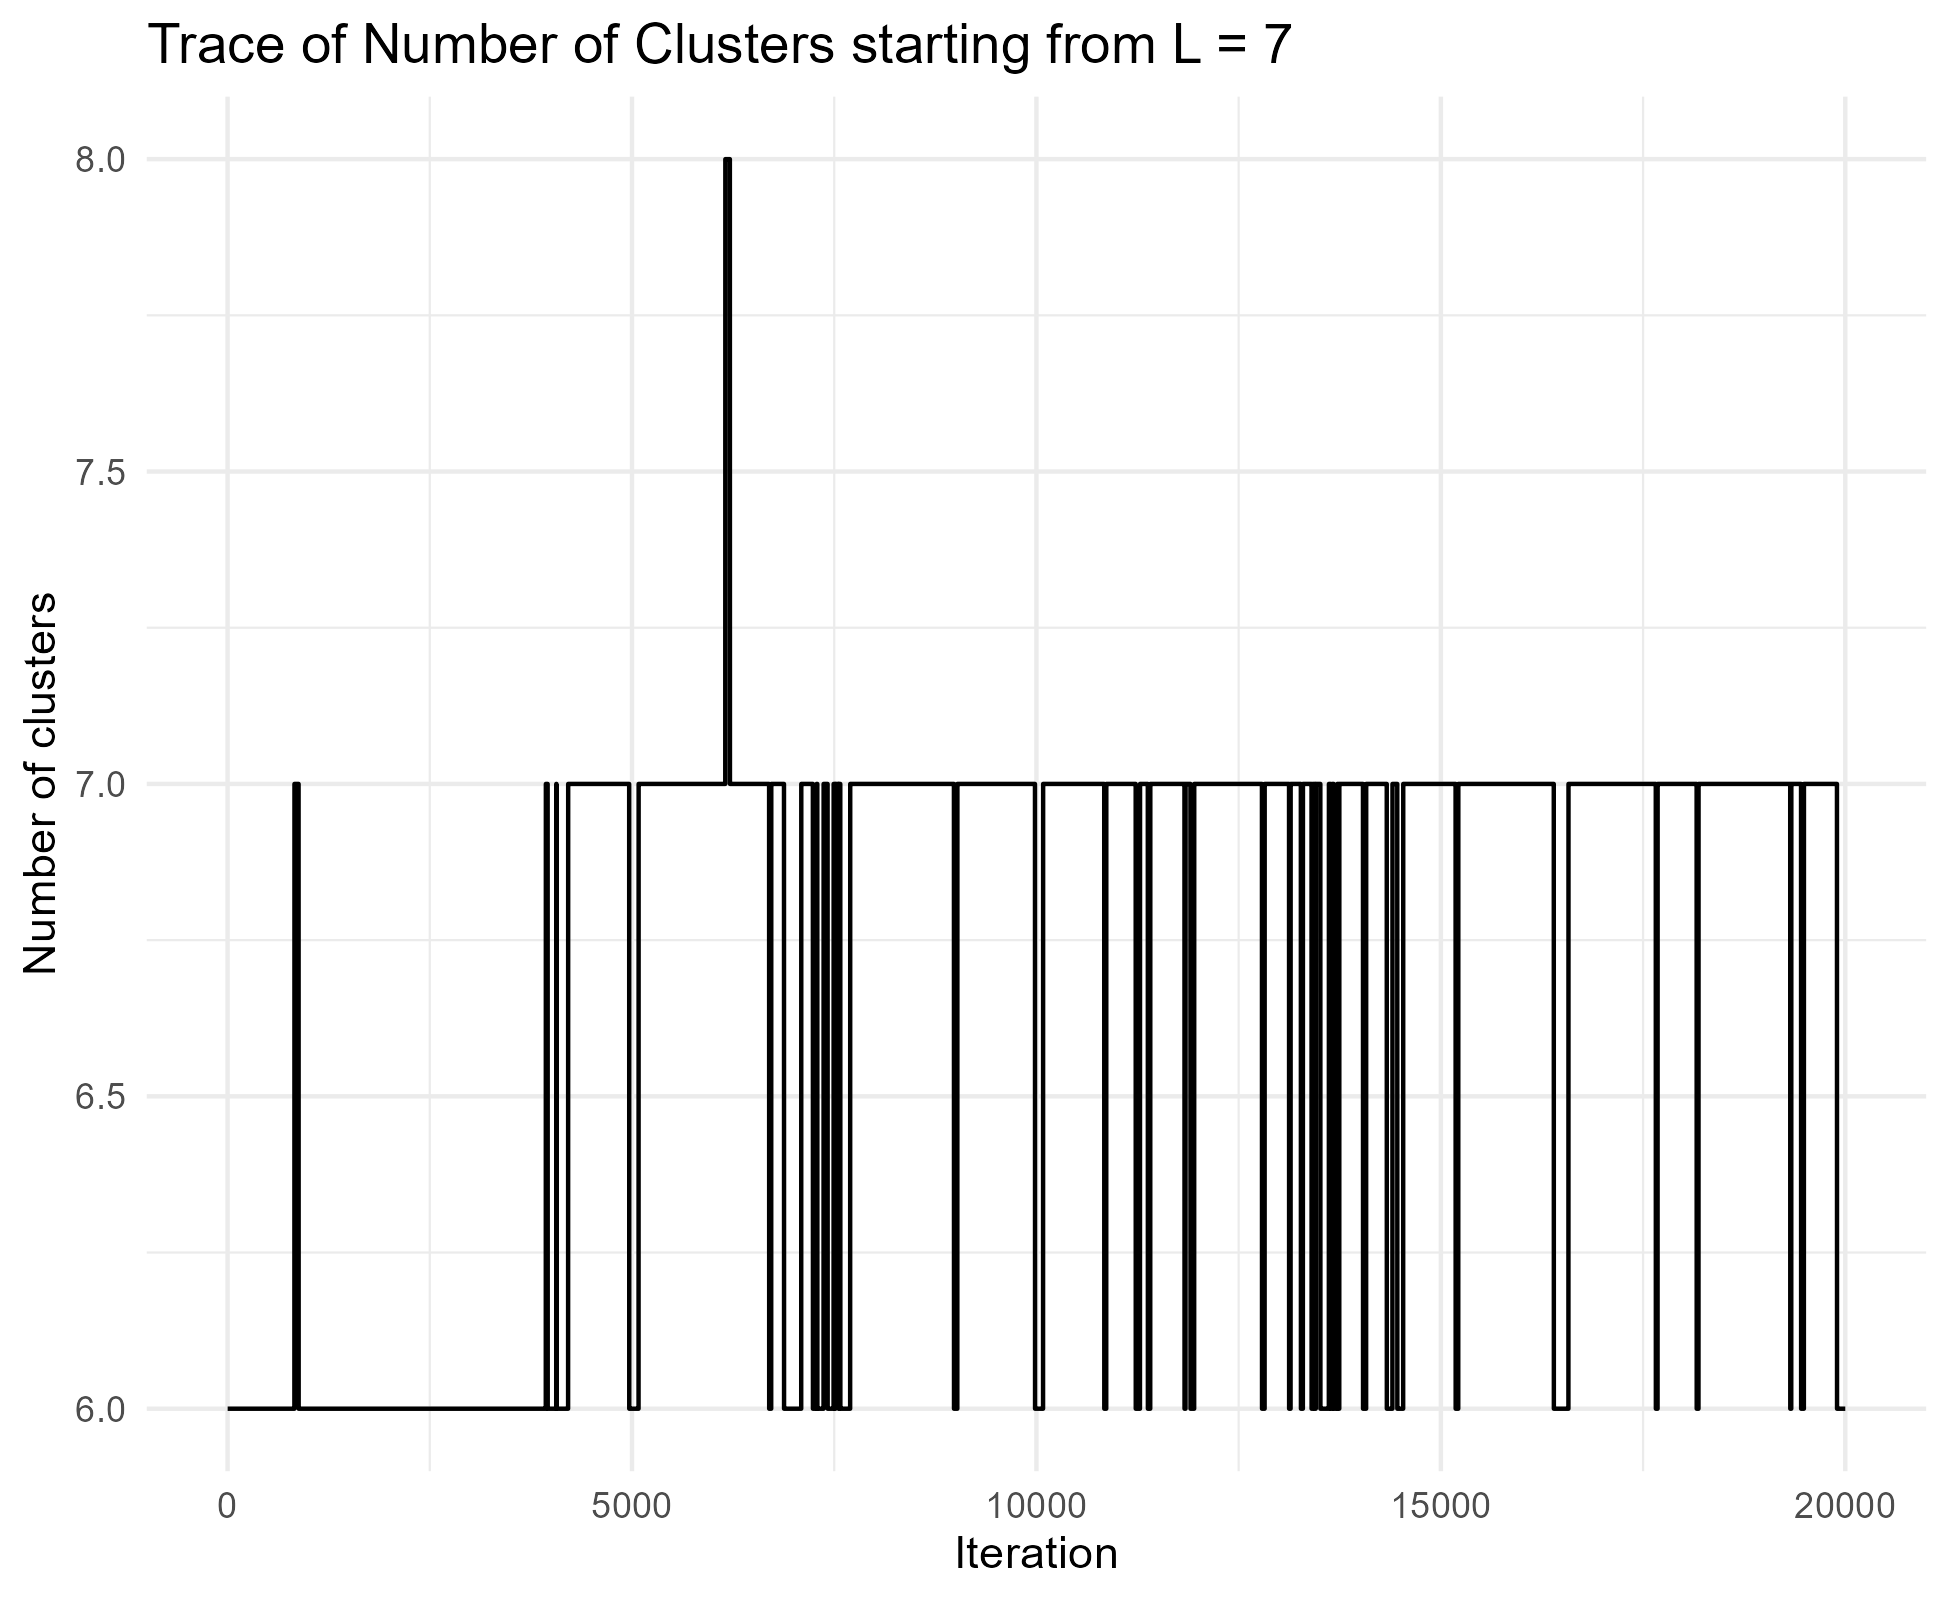 Trace of Number of Clusters starting from L = 7
8.0
7.5
7.0
6.5
6.0
Number of clusters
0 5000 10000 15000 20000
Iteration